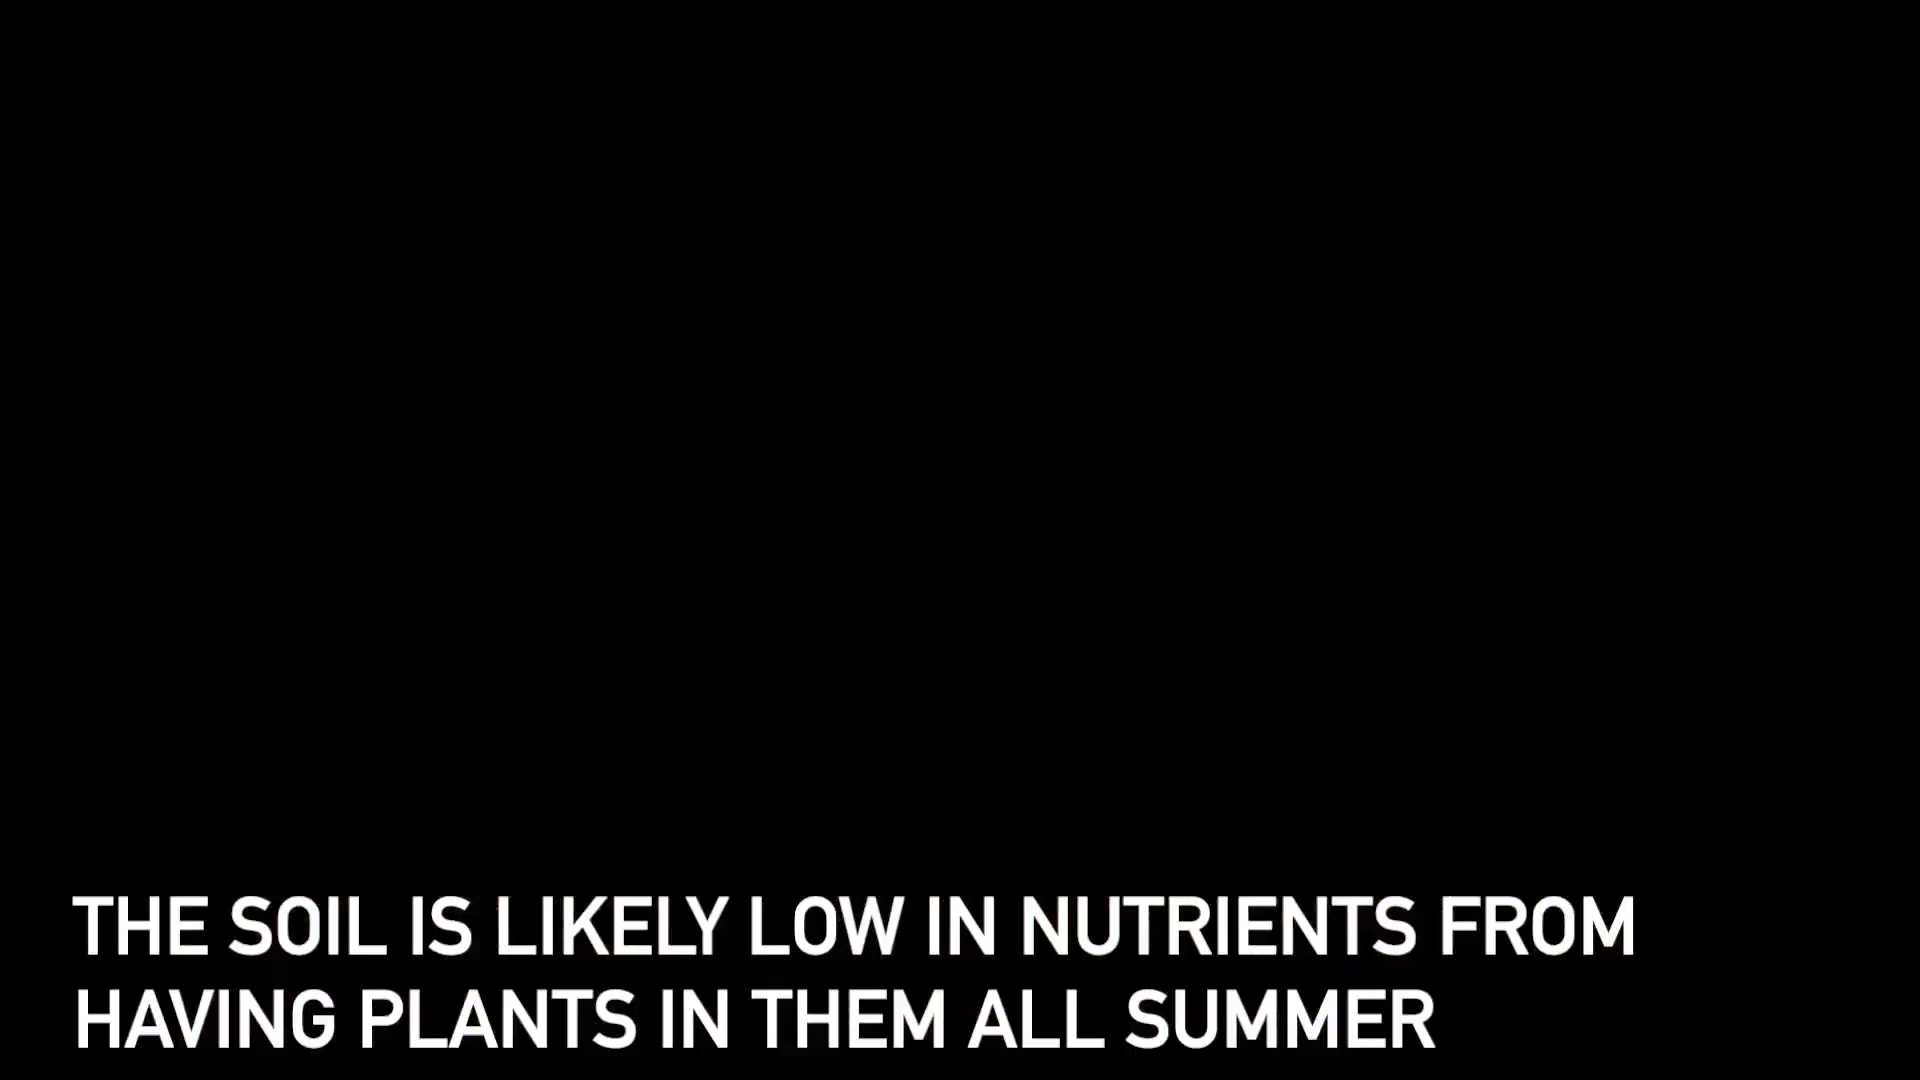 THE SOIL IS LIKELY LOW IN NUTRIENTS FROM
HAVING PLANTS IN THEM ALL SUMMER